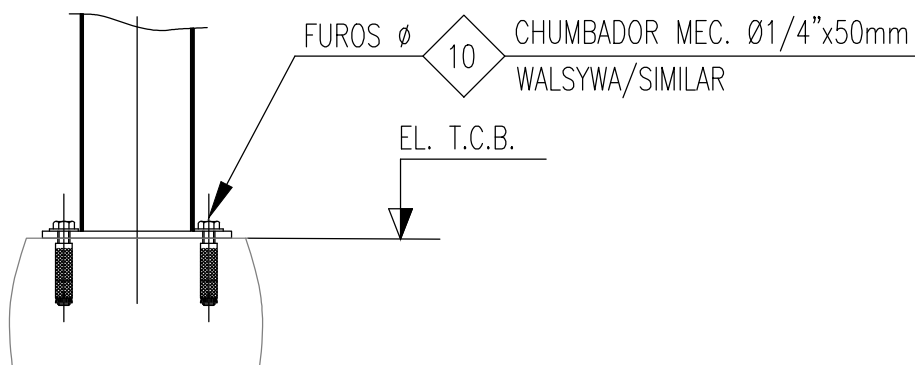 FUROS ø
10
CHUMBADOR MEC. Ø1/4"x50mm
WALSYWA/SIMILAR
EL. T.C.B.